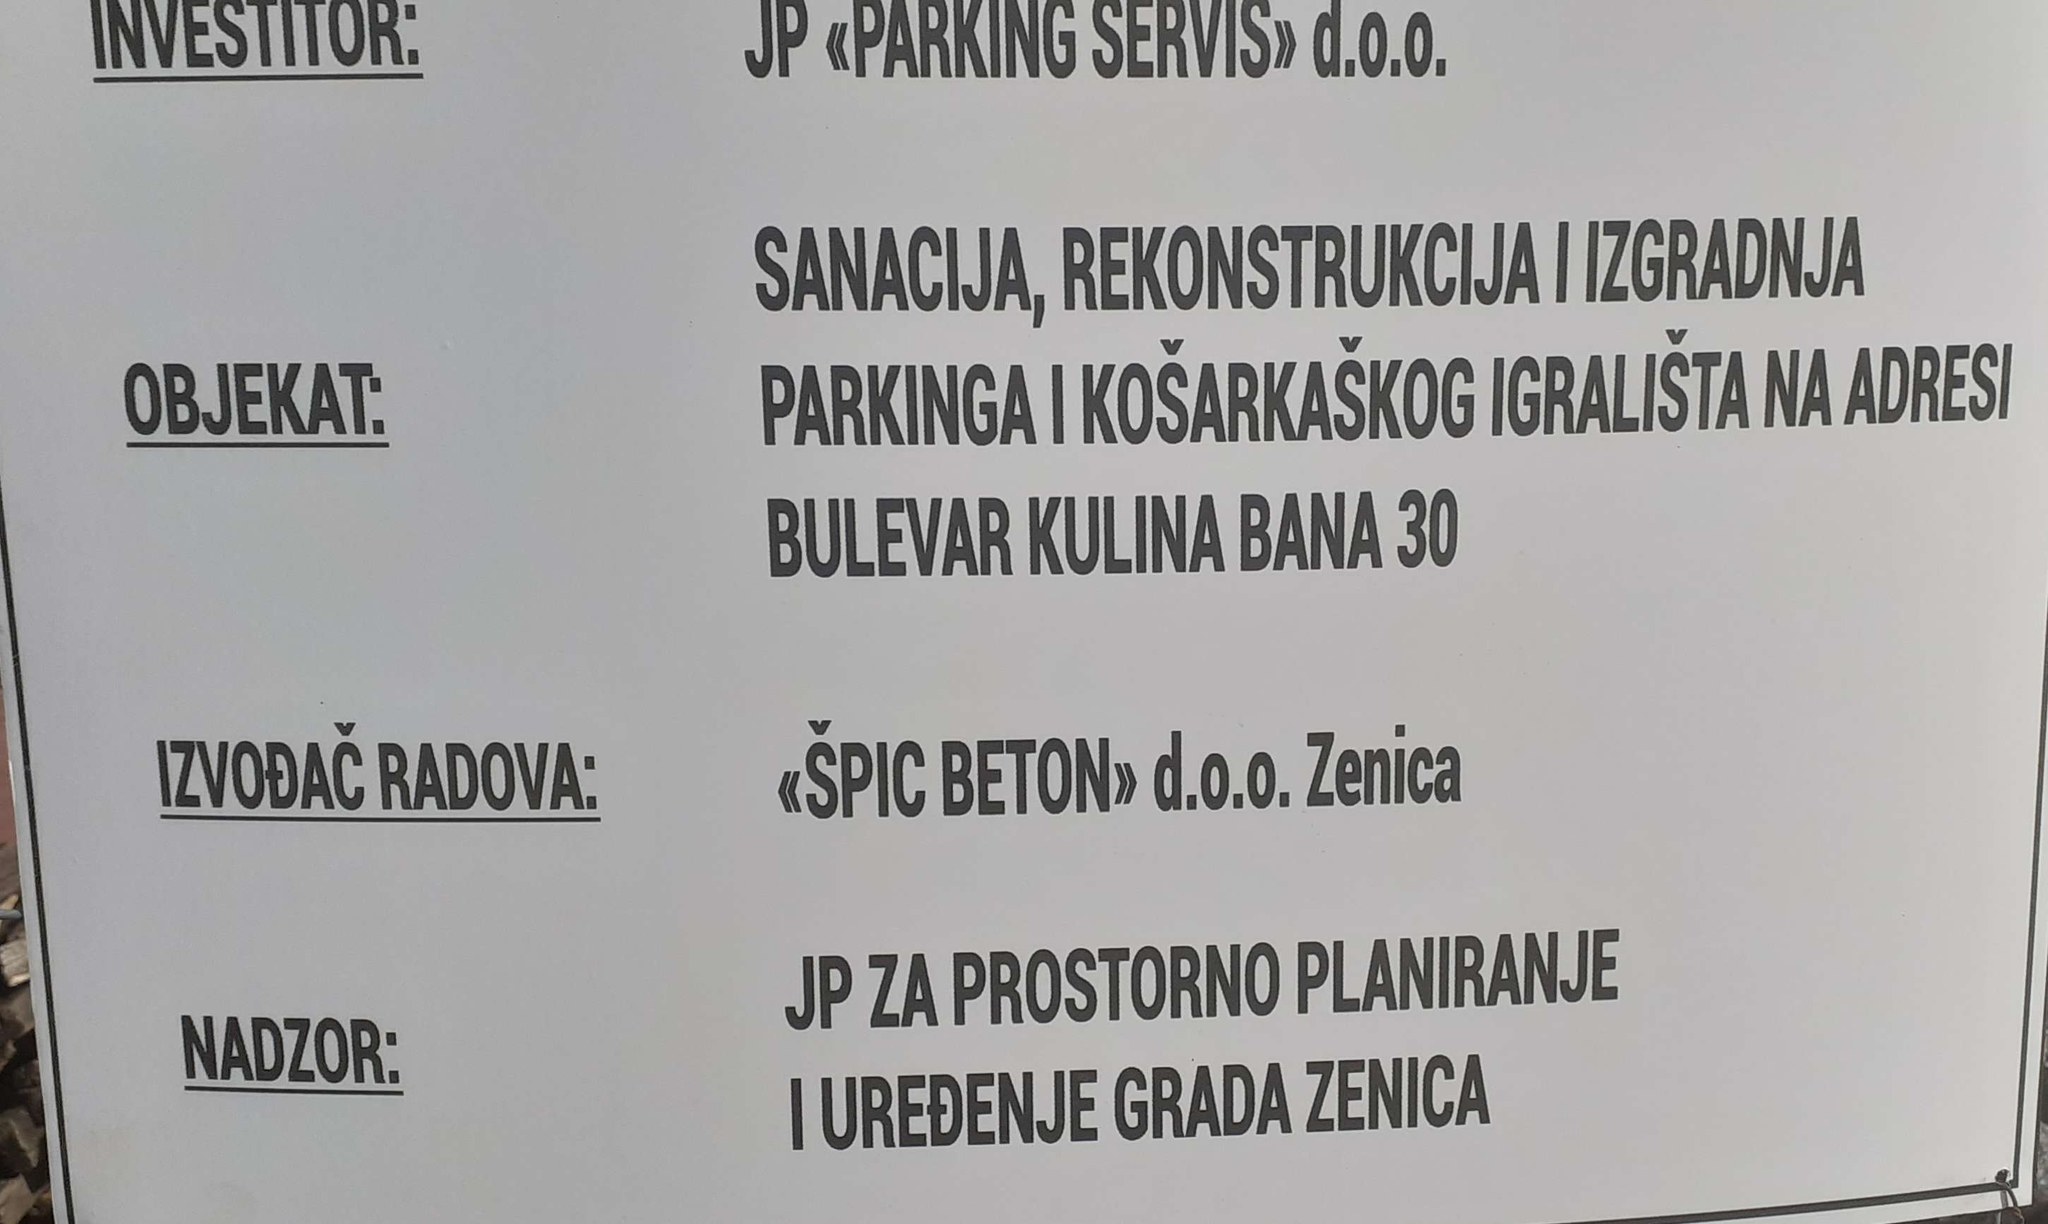 INVESTITOR: JP «PARKING SERVIS» d.o.o.
SANACIJA, REKONSTRUKCIJA I IZGRADNJA
OBJEKAT: PARKINGA I KOŠARKAŠKOG IGRALIŠTA NA ADRESI
BULEVAR KULINA BANA 30
IZVOĐAČ RADOVA: «ŠPIC BETON» d.o.o. Zenica
JP ZA PROSTORNO PLANIRANJE
NADZOR: I UREĐENJE GRADA ZENICA